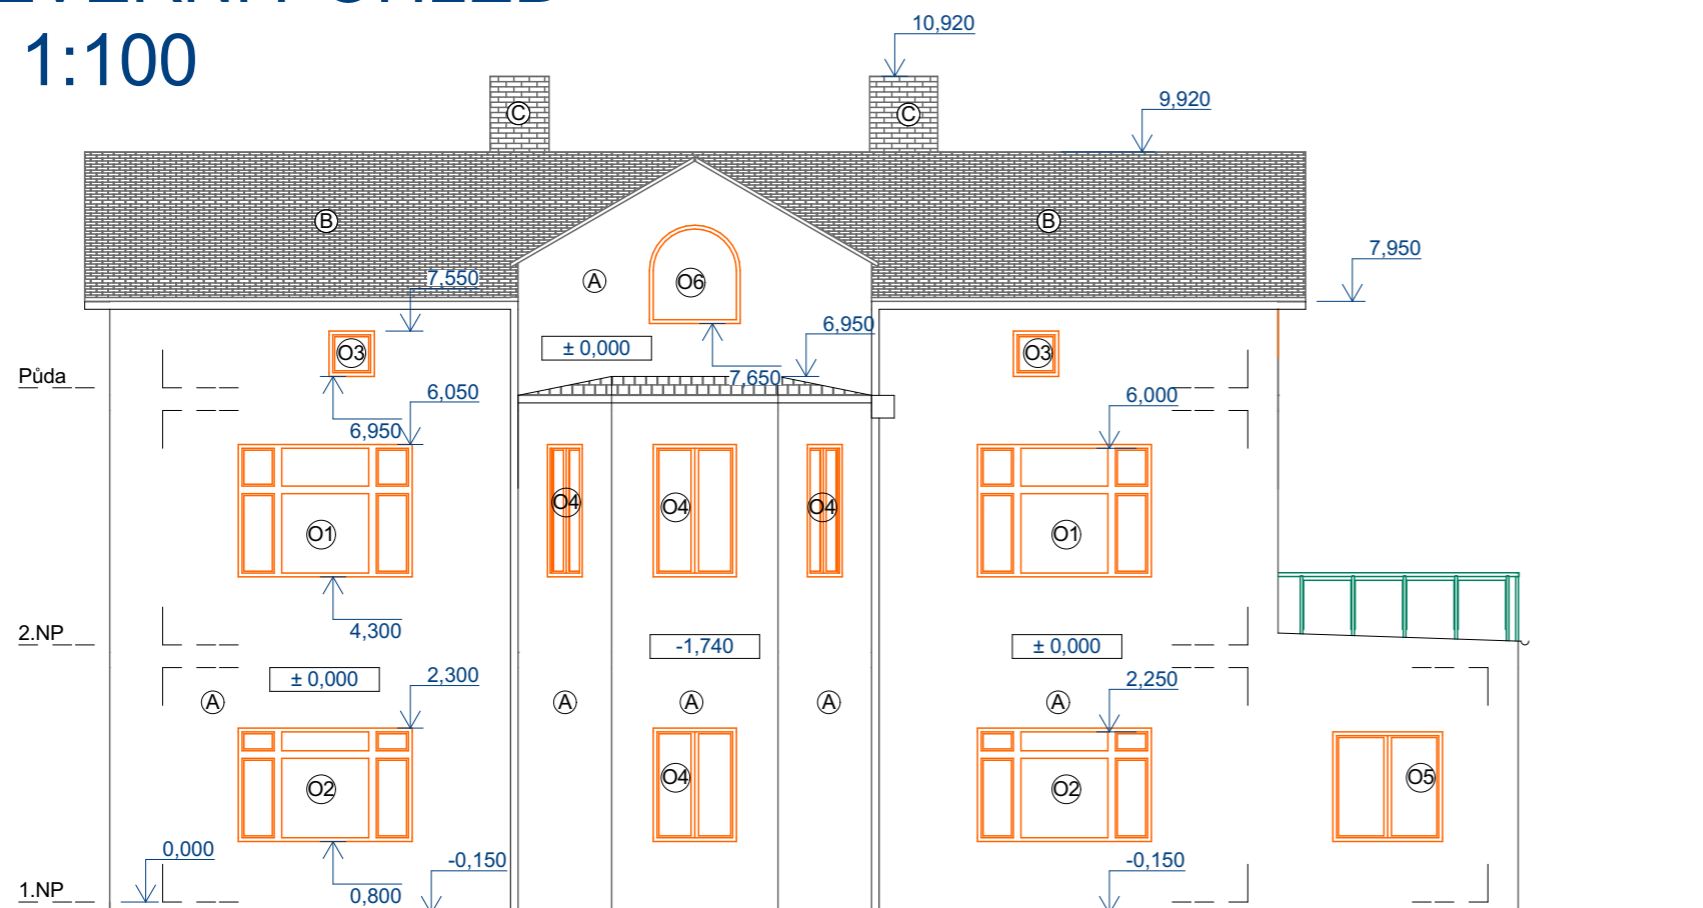 1:100
10,920
9,920
C
C
B
B
7,950
7,550
A
O6
6,950
± 0,000
O3
O3
7,650
Půda
6,050
6,000
6,950
O4
O4
O4
O1
O1
4,300
2.NP
-1,740
± 0,000
± 0,000
2,300
2,250
A
A
A
A
A
O4
O5
O2
O2
0,000
-0,150
-0,150
1.NP
0,800